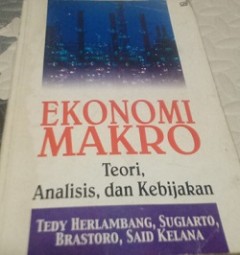 EKONOMI
MAKRO
Teori,
Analisis, dan Kebijakan
TEDY HERLAMBANG, SUGIARTO,
BRASTORO, SAID KELANA